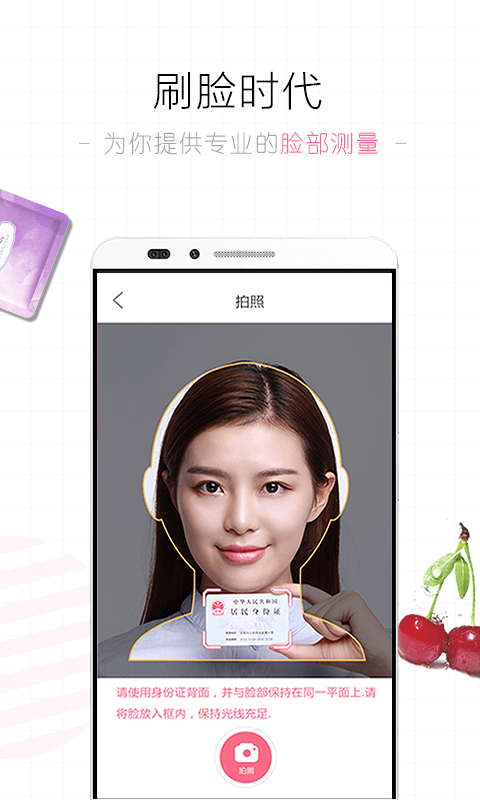 刷脸时代
为你提供专业的脸部测量
拍照
中华人民共和国
居民身份证
请使用身份证背面，并与脸部保持在同一平面上.请
将脸放入框内，保持光线充足.
拍照